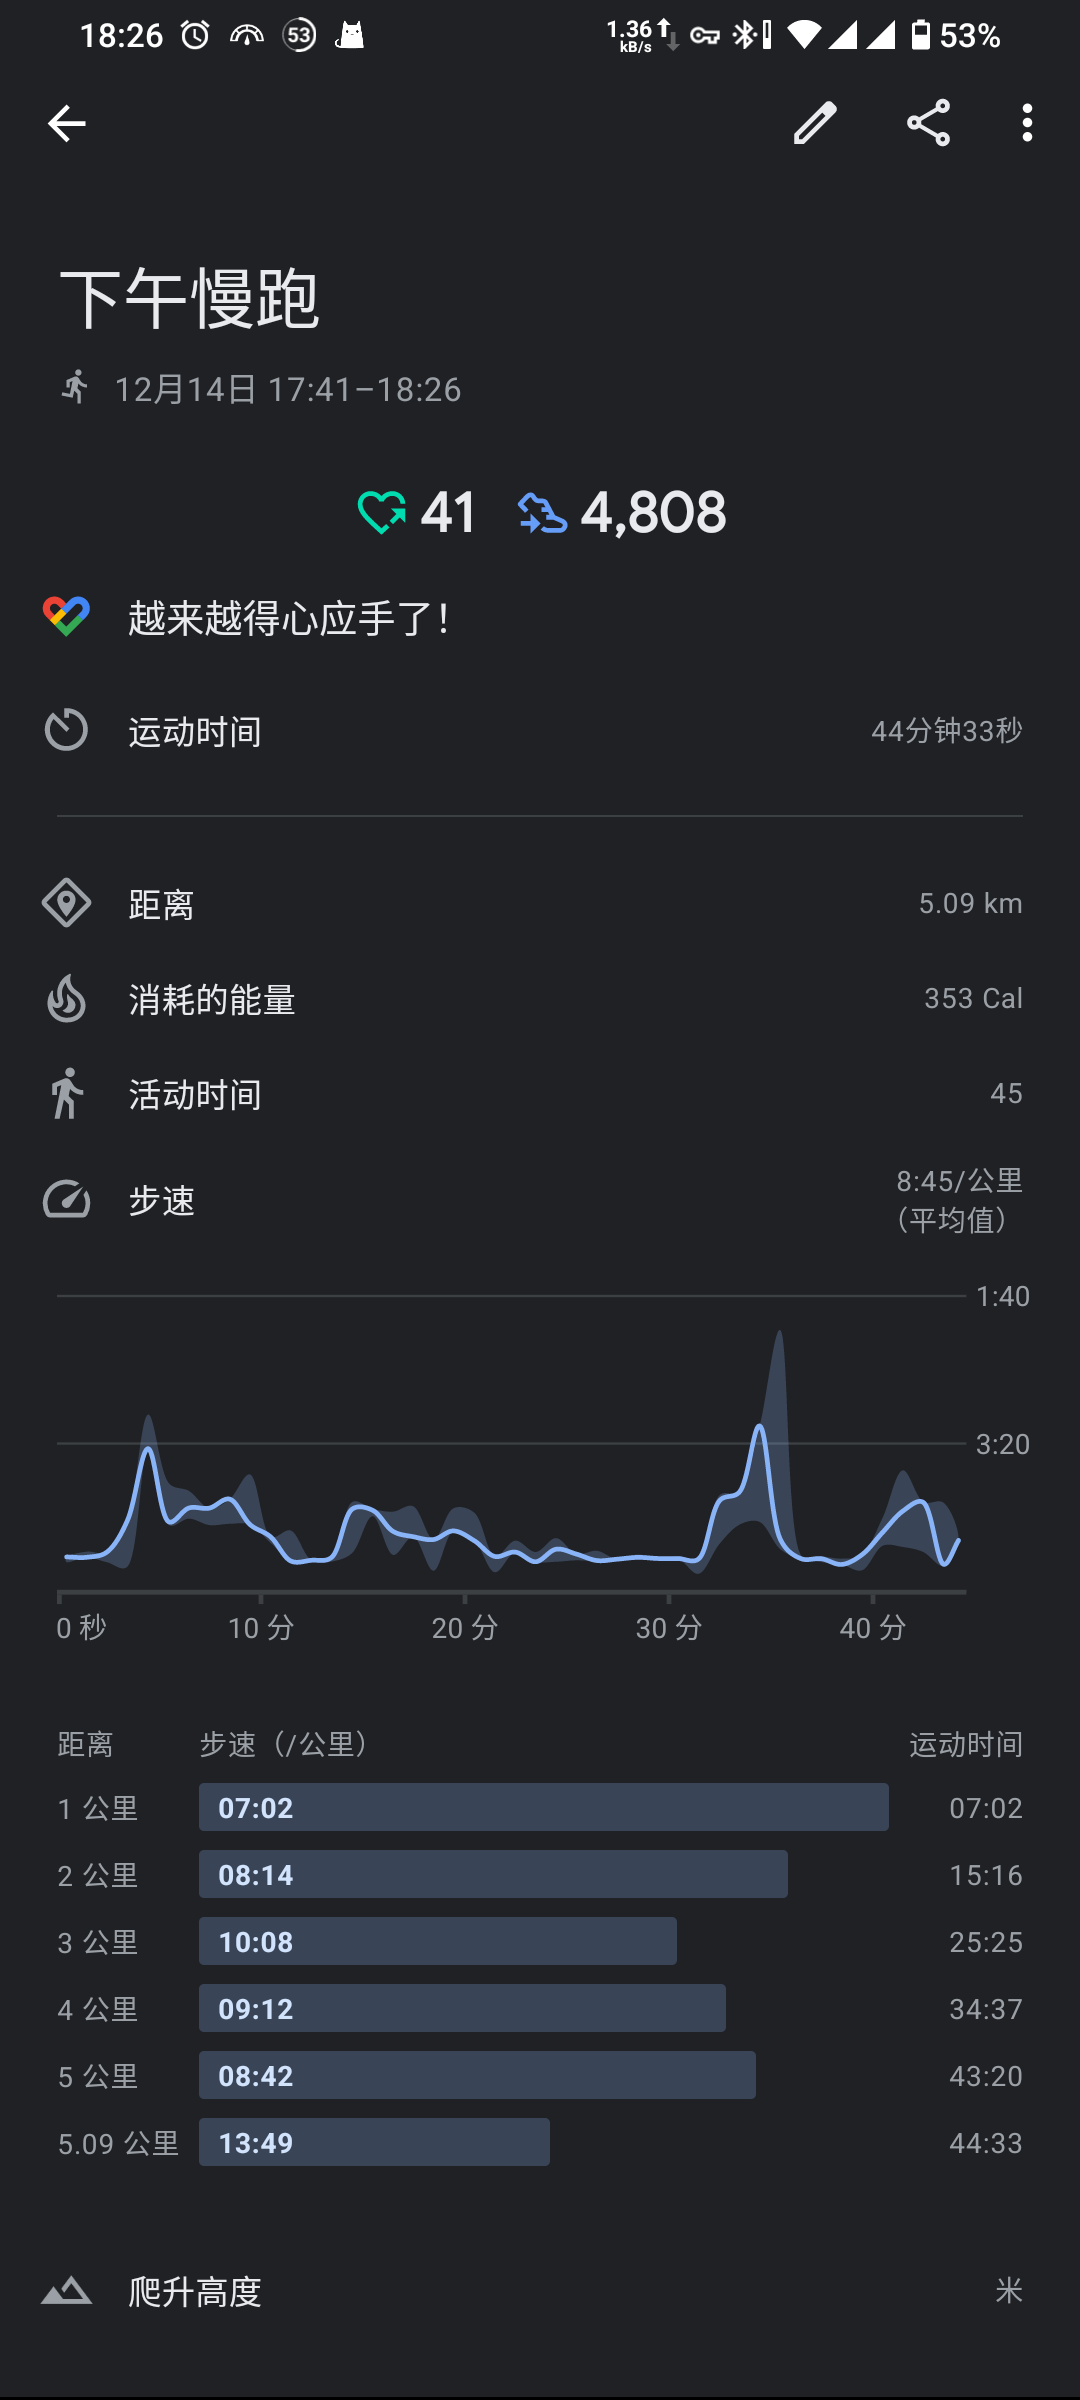 18:26 53 1.36 kB/s 53%
下午慢跑
12月14日 17:41–18:26
41 4,808
越来越得心应手了！
运动时间 44分钟33秒
距离 5.09 km
消耗的能量 353 Cal
活动时间 45
步速 8:45/公里
（平均值）
1:40
3:20
0 秒 10 分 20 分 30 分 40 分
距离 步速（/公里） 运动时间
1 公里 07:02 07:02
2 公里 08:14 15:16
3 公里 10:08 25:25
4 公里 09:12 34:37
5 公里 08:42 43:20
5.09 公里 13:49 44:33
爬升高度 米